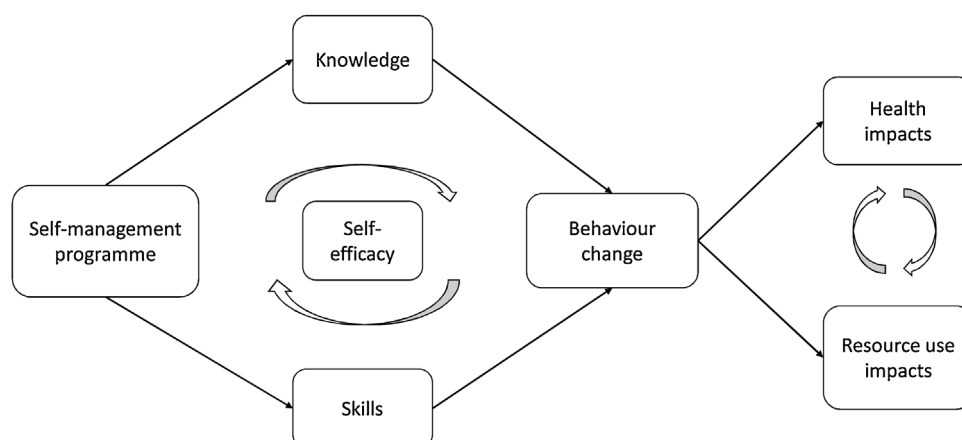 Knowledge
Health
impacts
Self-management
programme
Self-
efficacy
Behaviour
change
Resource use
impacts
Skills